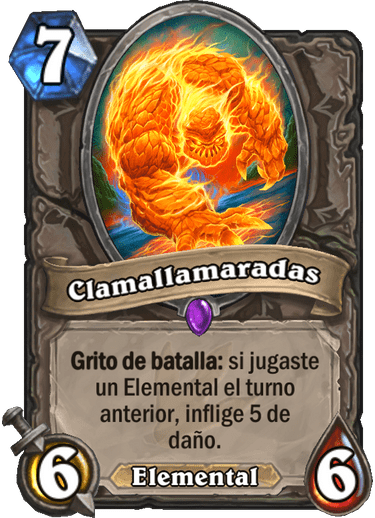 7
Clamallamaradas
Grito de batalla: si jugaste
un Elemental el turno
anterior, inflige 5 de
daño.
6
Elemental
6